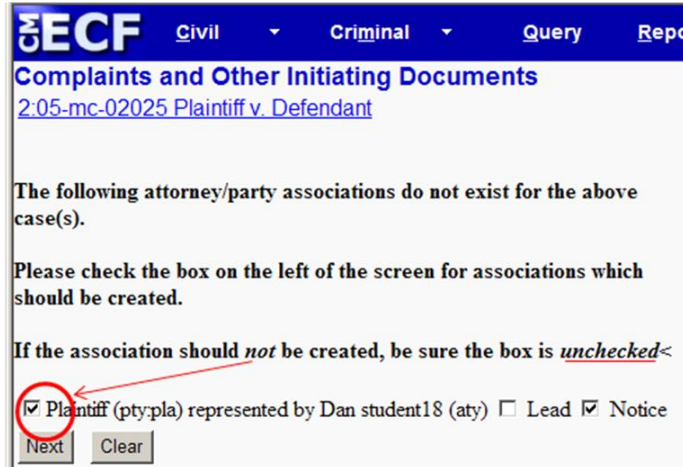 CM ECF Civil Criminal Query Repo
Complaints and Other Initiating Documents
2:05-mc-02025 Plaintiff v. Defendant
The following attorney/party associations do not exist for the above
case(s).
Please check the box on the left of the screen for associations which
should be created.
If the association should not be created, be sure the box is unchecked<
Plaintiff (pty:pla) represented by Dan student18 (aty) Lead Notice
Next Clear